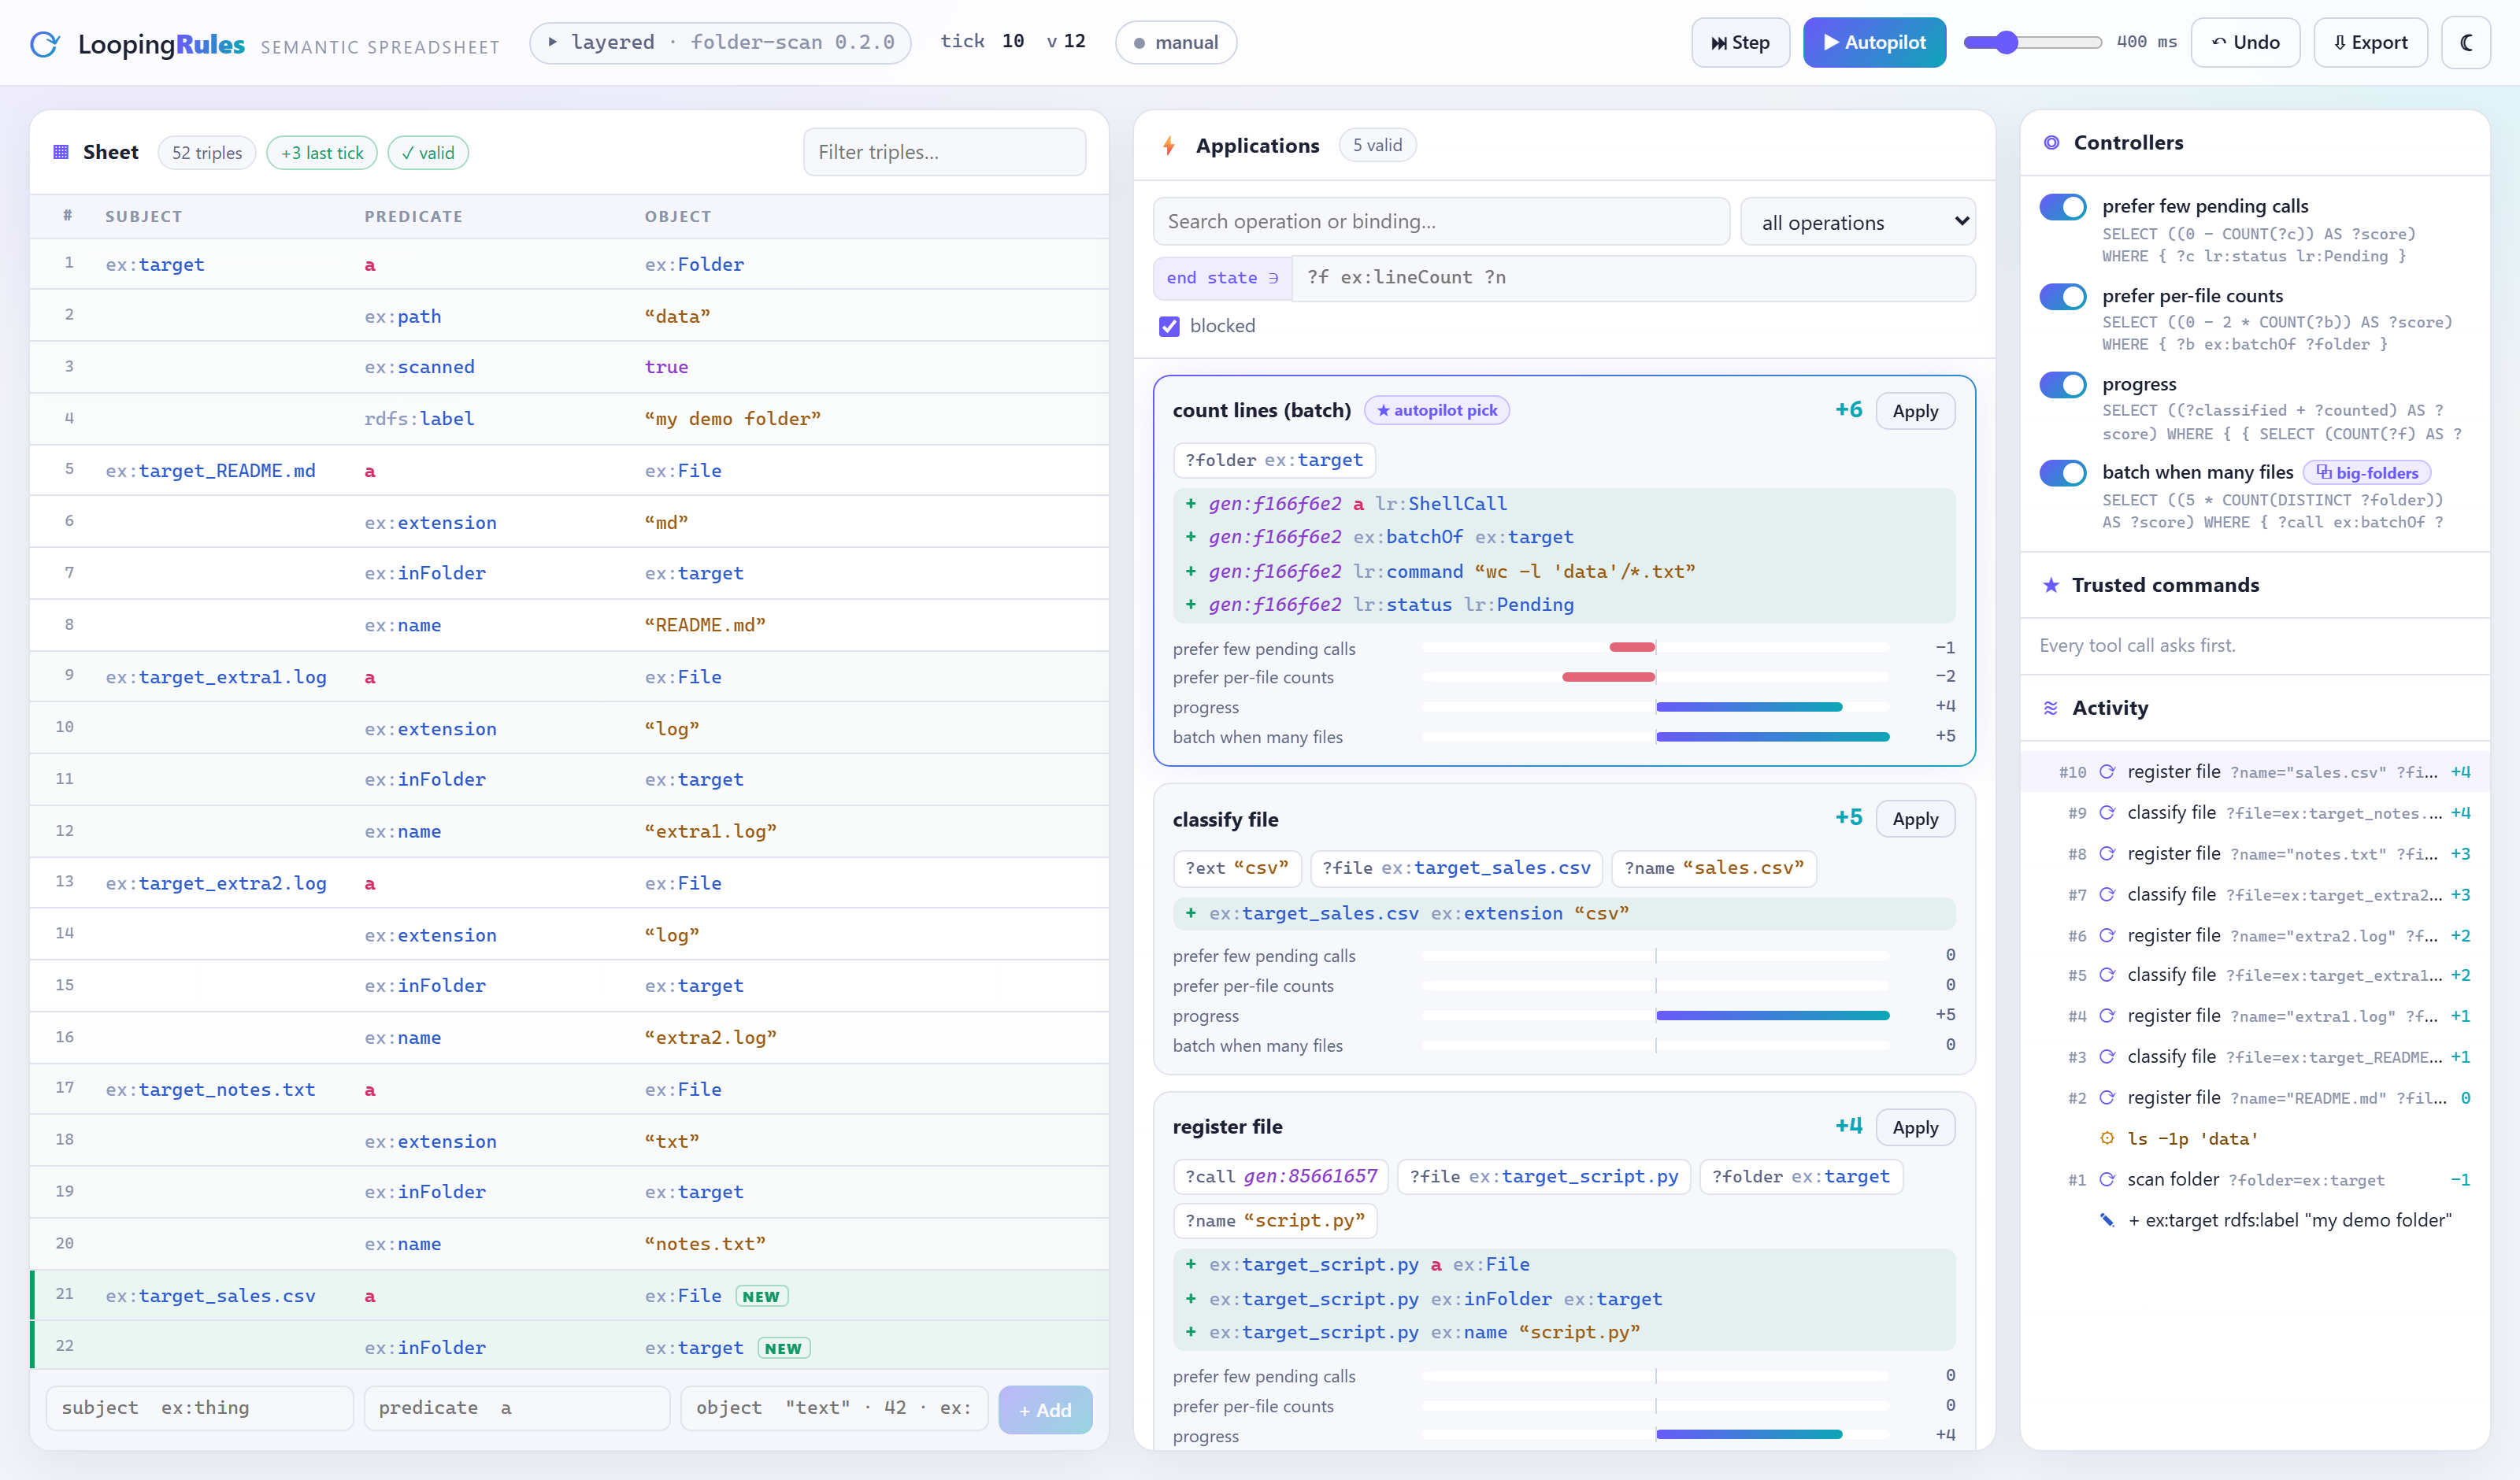 LoopingRules SEMANTIC SPREADSHEET
layered · folder-scan 0.2.0
tick 10 v 12
manual
Step
Autopilot
400 ms
Undo
Export
Sheet 52 triples +3 last tick ✓ valid
Filter triples...
# SUBJECT PREDICATE OBJECT
1 ex:target a ex:Folder
2 ex:path “data”
3 ex:scanned true
4 rdfs:label “my demo folder”
5 ex:target_README.md a ex:File
6 ex:extension “md”
7 ex:inFolder ex:target
8 ex:name “README.md”
9 ex:target_extra1.log a ex:File
10 ex:extension “log”
11 ex:inFolder ex:target
12 ex:name “extra1.log”
13 ex:target_extra2.log a ex:File
14 ex:extension “log”
15 ex:inFolder ex:target
16 ex:name “extra2.log”
17 ex:target_notes.txt a ex:File
18 ex:extension “txt”
19 ex:inFolder ex:target
20 ex:name “notes.txt”
21 ex:target_sales.csv a ex:File NEW
22 ex:inFolder ex:target NEW
subject ex:thing
predicate a
object "text" · 42 · ex:
+ Add
Applications 5 valid
Search operation or binding...
all operations
end state ∋ ?f ex:lineCount ?n
blocked
count lines (batch) ★ autopilot pick +6 Apply
?folder ex:target
+ gen:f166f6e2 a lr:ShellCall
+ gen:f166f6e2 ex:batchOf ex:target
+ gen:f166f6e2 lr:command “wc -l 'data'/*.txt”
+ gen:f166f6e2 lr:status lr:Pending
prefer few pending calls −1
prefer per-file counts −2
progress +4
batch when many files +5
classify file +5 Apply
?ext “csv” ?file ex:target_sales.csv ?name “sales.csv”
+ ex:target_sales.csv ex:extension “csv”
prefer few pending calls 0
prefer per-file counts 0
progress +5
batch when many files 0
register file +4 Apply
?call gen:85661657 ?file ex:target_script.py ?folder ex:target
?name “script.py”
+ ex:target_script.py a ex:File
+ ex:target_script.py ex:inFolder ex:target
+ ex:target_script.py ex:name “script.py”
prefer few pending calls 0
prefer per-file counts 0
progress +4
Controllers
prefer few pending calls
SELECT ((0 − COUNT(?c)) AS ?score)
WHERE { ?c lr:status lr:Pending }
prefer per-file counts
SELECT ((0 − 2 * COUNT(?b)) AS ?score)
WHERE { ?b ex:batchOf ?folder }
progress
SELECT ((?classified + ?counted) AS ?
score) WHERE { { SELECT (COUNT(?f) AS ?
batch when many files big-folders
SELECT ((5 * COUNT(DISTINCT ?folder))
AS ?score) WHERE { ?call ex:batchOf ?
★ Trusted commands
Every tool call asks first.
Activity
#10 register file ?name="sales.csv" ?fi... +4
#9 classify file ?file=ex:target_notes.... +4
#8 register file ?name="notes.txt" ?fi... +3
#7 classify file ?file=ex:target_extra2... +3
#6 register file ?name="extra2.log" ?f... +2
#5 classify file ?file=ex:target_extra1... +2
#4 register file ?name="extra1.log" ?f... +1
#3 classify file ?file=ex:target_README... +1
#2 register file ?name="README.md" ?fil... 0
ls -1p 'data'
#1 scan folder ?folder=ex:target −1
+ ex:target rdfs:label "my demo folder"